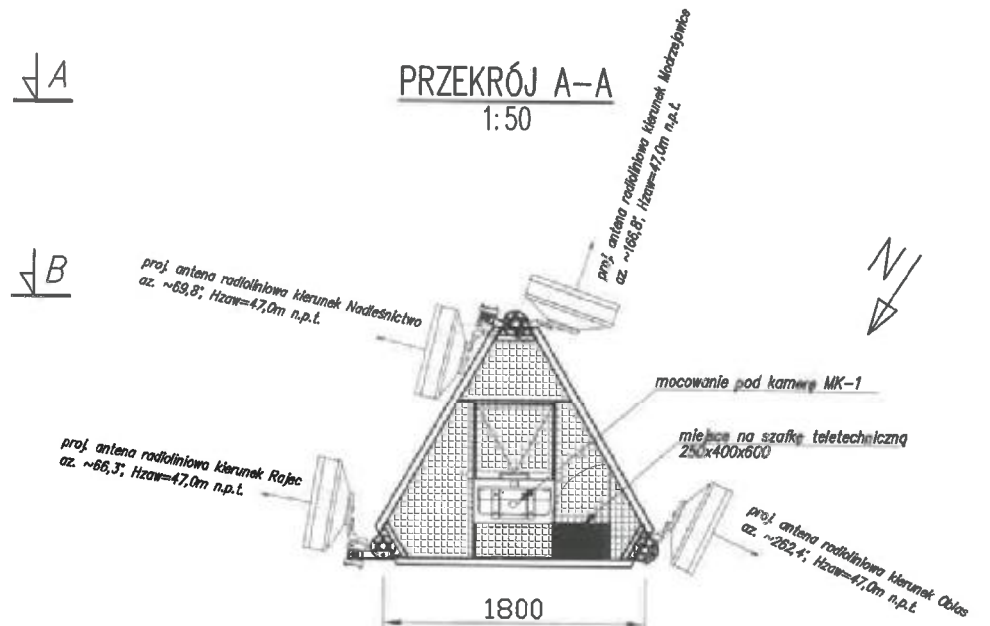 A
PRZEKRÓJ A-A
1:50
proj. antena radioliniowa kierunek Modrzejowice
az. ~166,8°; Hzaw=47,0m n.p.t.
B
proj. antena radioliniowa kierunek Nadleśnictwo
az. ~69,8°; Hzaw=47,0m n.p.t.
N
mocowanie pod kamerę MK-1
miejsce na szafkę teletechniczną
250x400x600
proj. antena radioliniowa kierunek Rajec
az. ~66,3°; Hzaw=47,0m n.p.t.
proj. antena radioliniowa kierunek Oblas
az. ~262,4°; Hzaw=47,0m n.p.t.
1800